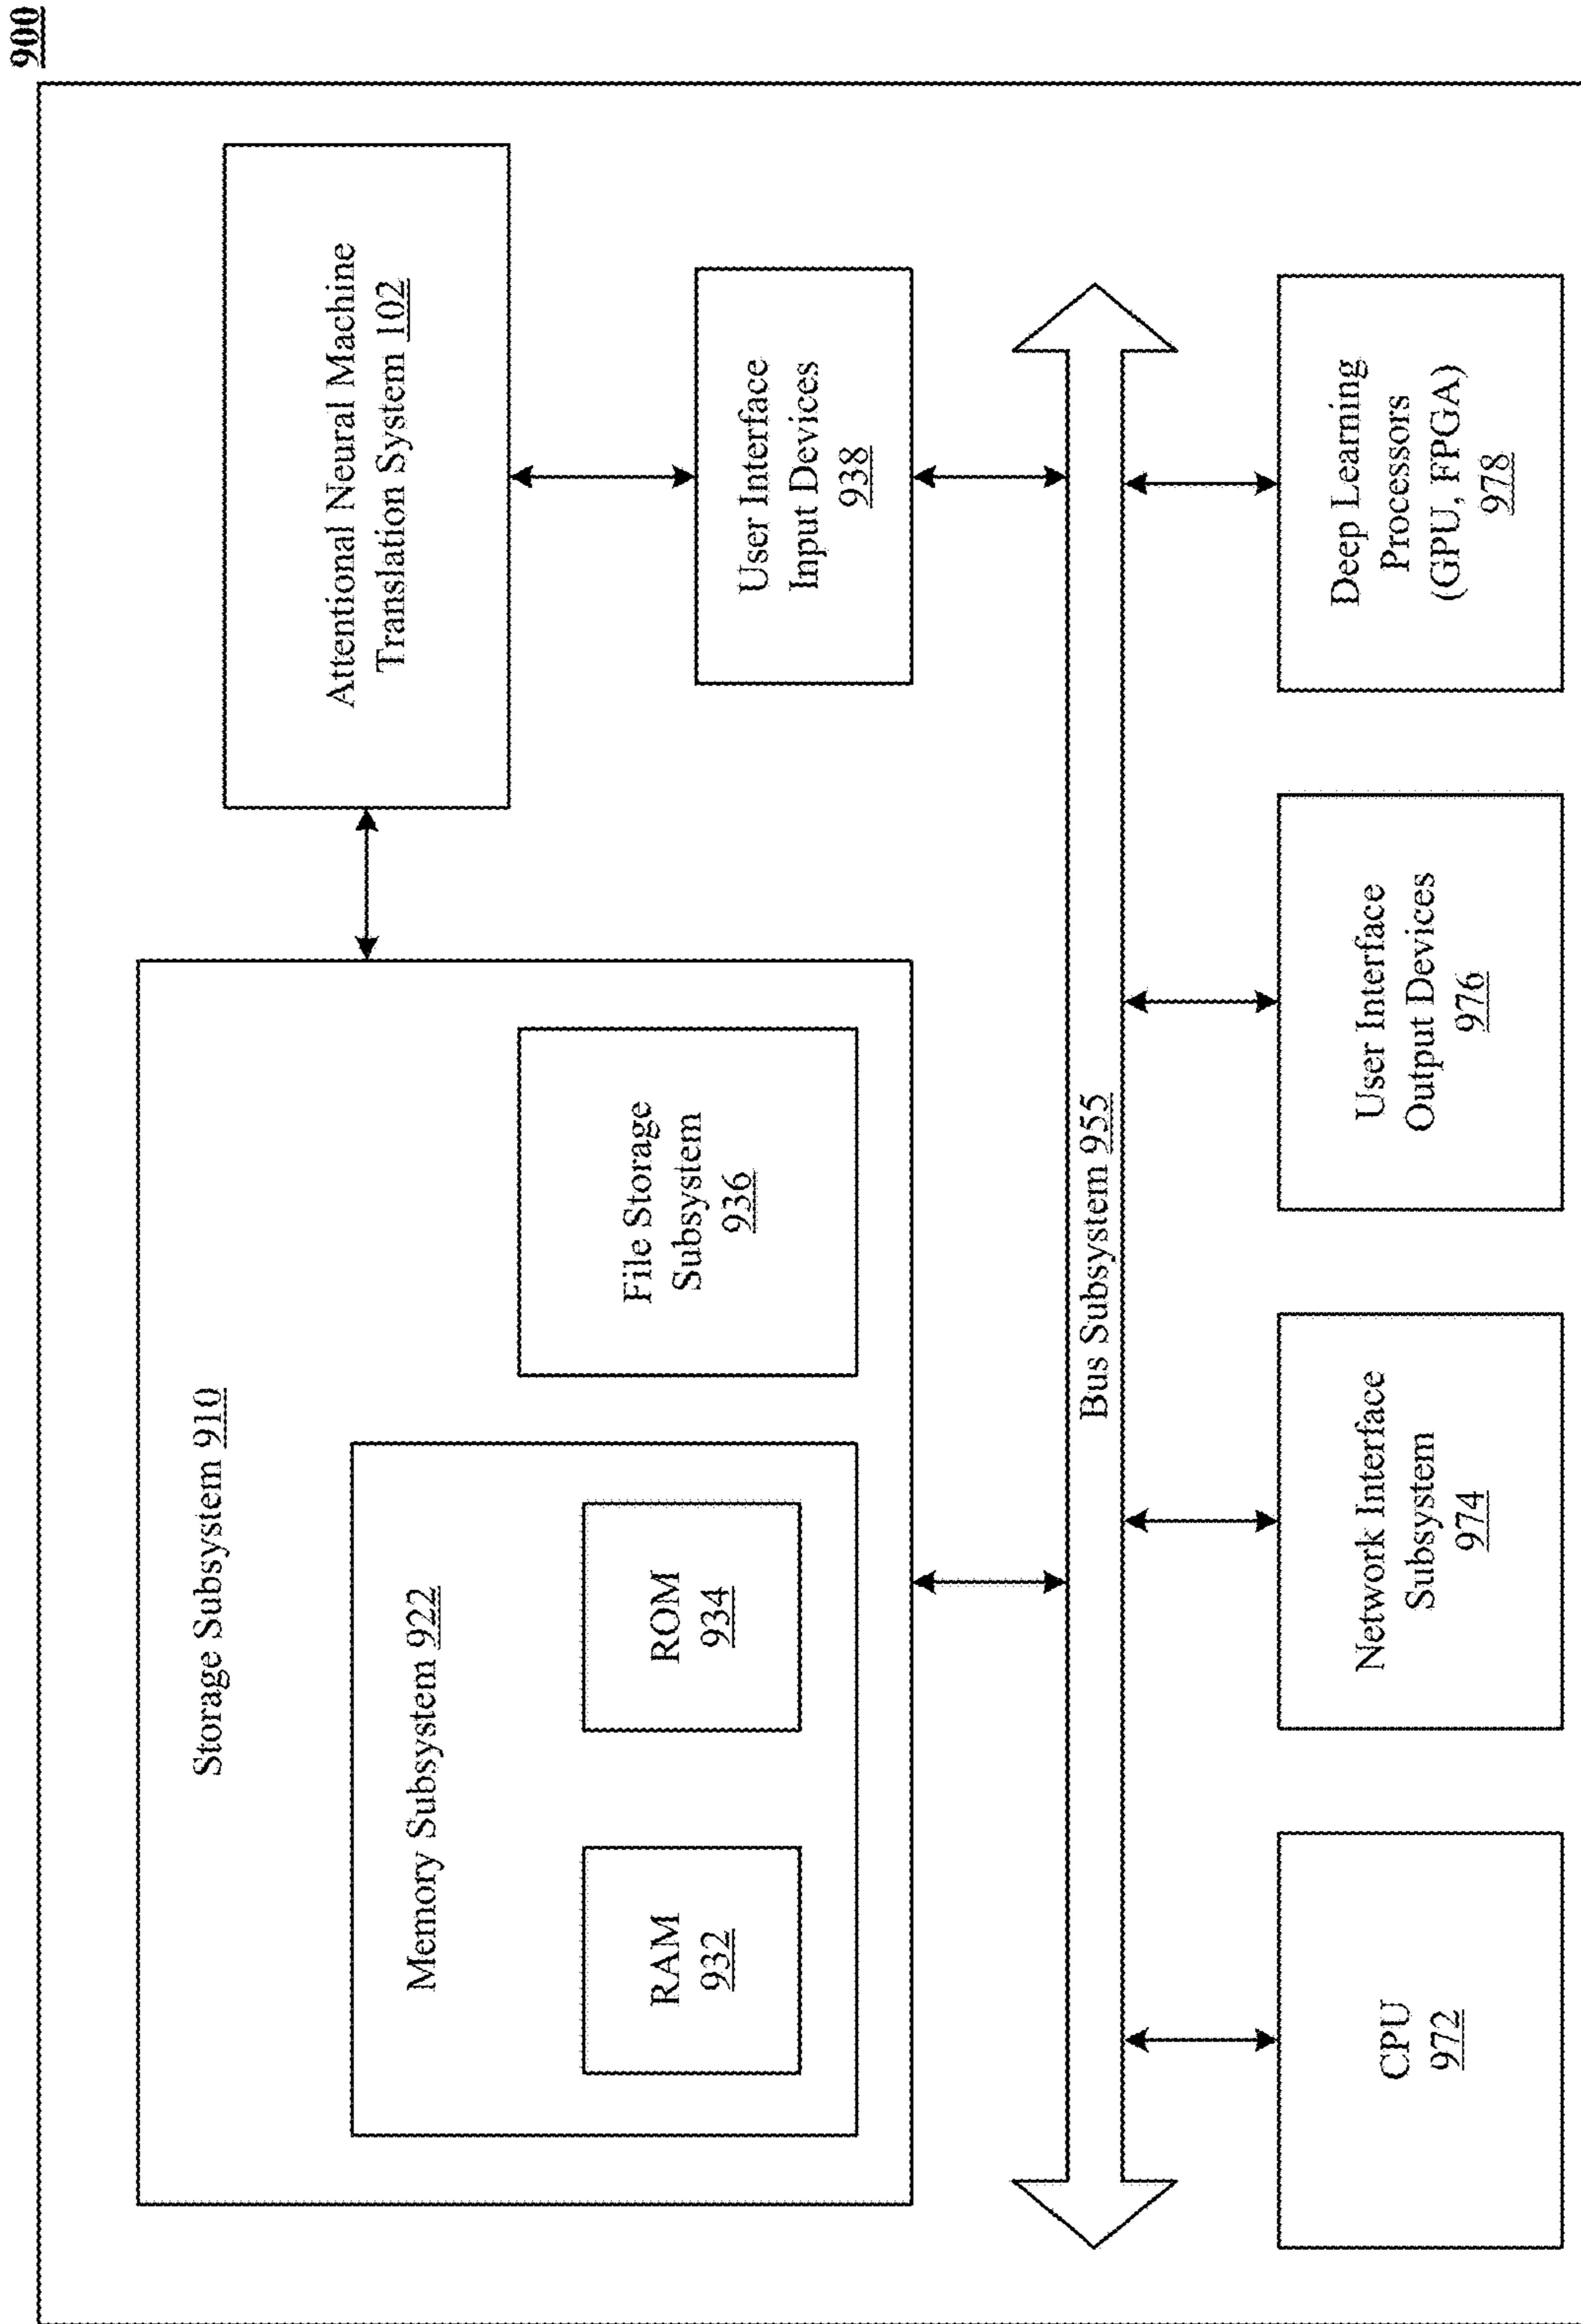 900
Storage Subsystem 910
Memory Subsystem 922
RAM
932
ROM
934
File Storage
Subsystem
936
Attentional Neural Machine
Translation System 102
User Interface
Input Devices
938
Bus Subsystem 955
CPU
972
Network Interface
Subsystem
974
User Interface
Output Devices
976
Deep Learning
Processors
(GPU, FPGA)
978